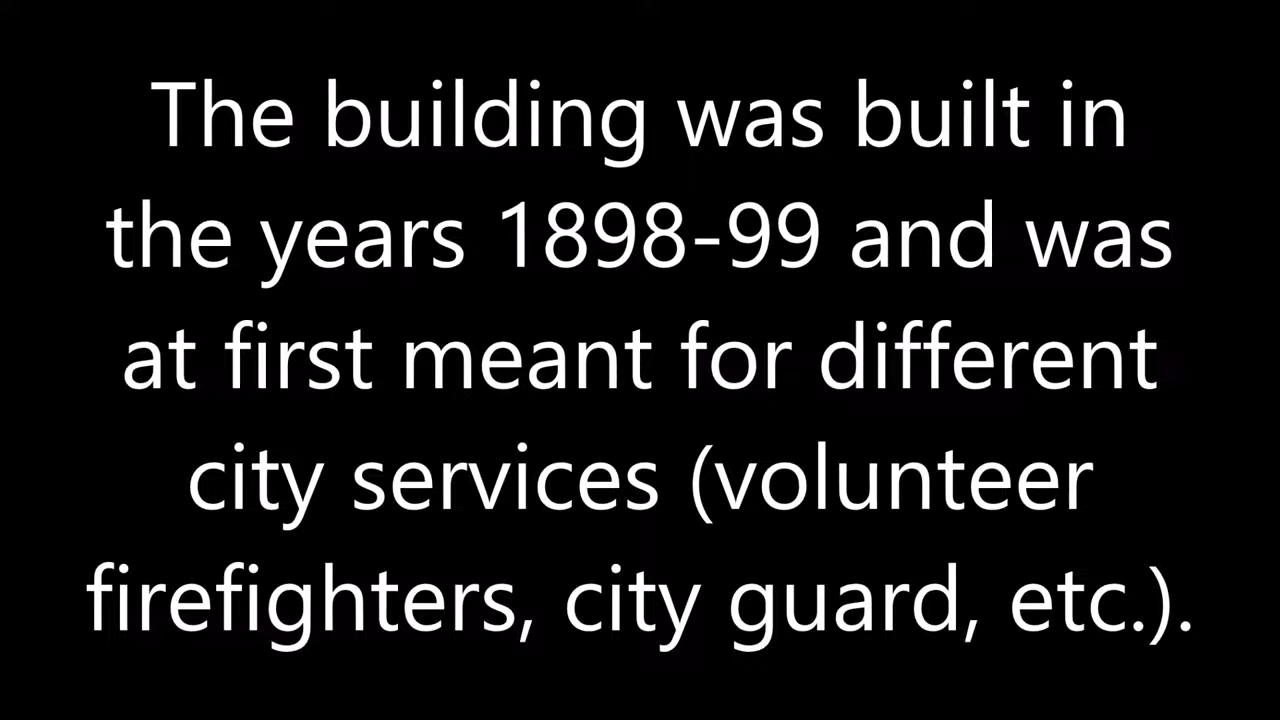 The building was built in
the years 1898-99 and was
at first meant for different
city services (volunteer
firefighters, city guard, etc.).